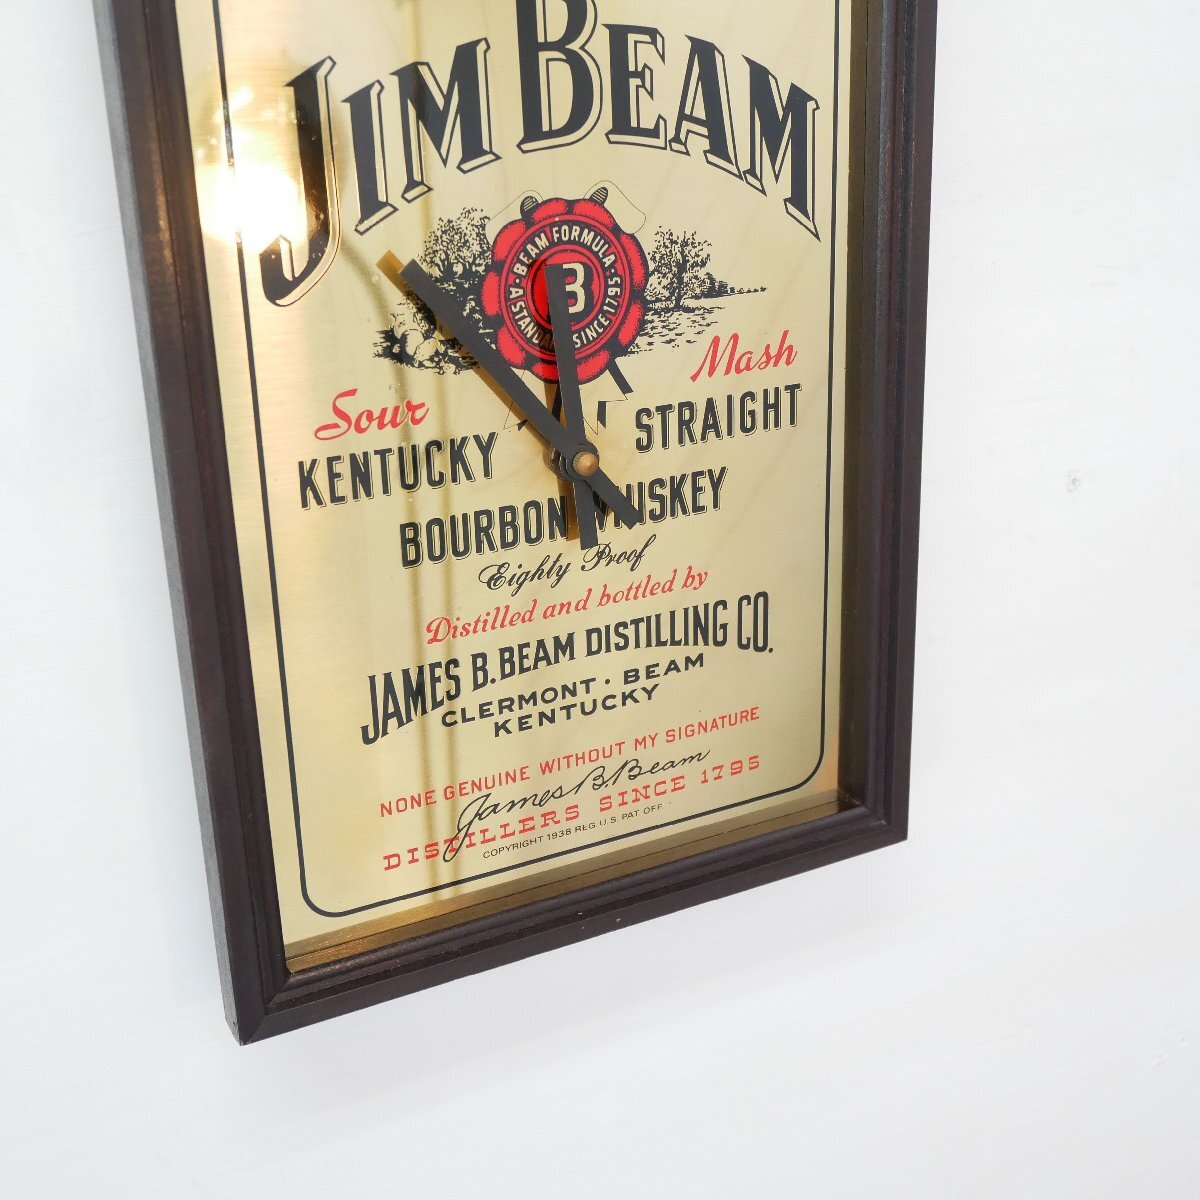 JIM BEAM
BEAM FORMULA
B
A STANDARD SINCE 1795
Sour Mash
KENTUCKY STRAIGHT
BOURBON WHISKEY
Eighty Proof
Distilled and bottled by
JAMES B. BEAM DISTILLING CO.
CLERMONT · BEAM
KENTUCKY
NONE GENUINE WITHOUT MY SIGNATURE
James B. Beam
DISTILLERS SINCE 1795
COPYRIGHT 1938 REG. U.S. PAT. OFF.